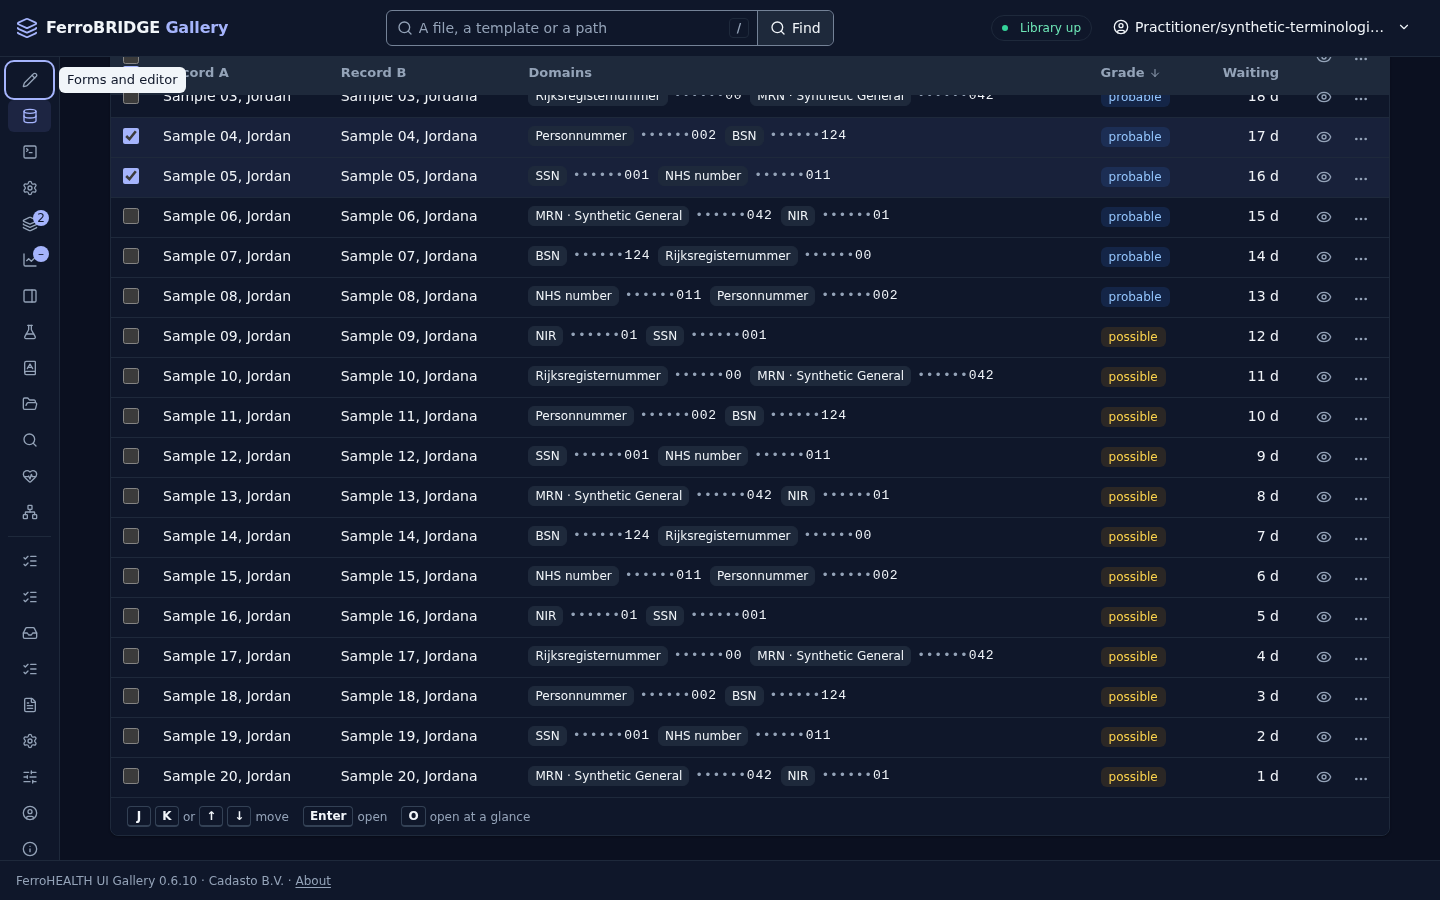 FerroBRIDGE Gallery
A file, a template or a path /
Find
Library up
Practitioner/synthetic-terminologi...
Forms and editor
cord A Record B Domains Grade ↓ Waiting
Sample 03, Jordan Sample 03, Jordana Rijksregisternummer ••••••00 MRN · Synthetic General ••••••042 probable 18 d
Sample 04, Jordan Sample 04, Jordana Personnummer ••••••002 BSN ••••••124 probable 17 d
Sample 05, Jordan Sample 05, Jordana SSN ••••••001 NHS number ••••••011 probable 16 d
Sample 06, Jordan Sample 06, Jordana MRN · Synthetic General ••••••042 NIR ••••••01 probable 15 d
Sample 07, Jordan Sample 07, Jordana BSN ••••••124 Rijksregisternummer ••••••00 probable 14 d
Sample 08, Jordan Sample 08, Jordana NHS number ••••••011 Personnummer ••••••002 probable 13 d
Sample 09, Jordan Sample 09, Jordana NIR ••••••01 SSN ••••••001 possible 12 d
Sample 10, Jordan Sample 10, Jordana Rijksregisternummer ••••••00 MRN · Synthetic General ••••••042 possible 11 d
Sample 11, Jordan Sample 11, Jordana Personnummer ••••••002 BSN ••••••124 possible 10 d
Sample 12, Jordan Sample 12, Jordana SSN ••••••001 NHS number ••••••011 possible 9 d
Sample 13, Jordan Sample 13, Jordana MRN · Synthetic General ••••••042 NIR ••••••01 possible 8 d
Sample 14, Jordan Sample 14, Jordana BSN ••••••124 Rijksregisternummer ••••••00 possible 7 d
Sample 15, Jordan Sample 15, Jordana NHS number ••••••011 Personnummer ••••••002 possible 6 d
Sample 16, Jordan Sample 16, Jordana NIR ••••••01 SSN ••••••001 possible 5 d
Sample 17, Jordan Sample 17, Jordana Rijksregisternummer ••••••00 MRN · Synthetic General ••••••042 possible 4 d
Sample 18, Jordan Sample 18, Jordana Personnummer ••••••002 BSN ••••••124 possible 3 d
Sample 19, Jordan Sample 19, Jordana SSN ••••••001 NHS number ••••••011 possible 2 d
Sample 20, Jordan Sample 20, Jordana MRN · Synthetic General ••••••042 NIR ••••••01 possible 1 d
2
–
J K or ↑ ↓ move Enter open O open at a glance
FerroHEALTH UI Gallery 0.6.10 · Cadasto B.V. · About